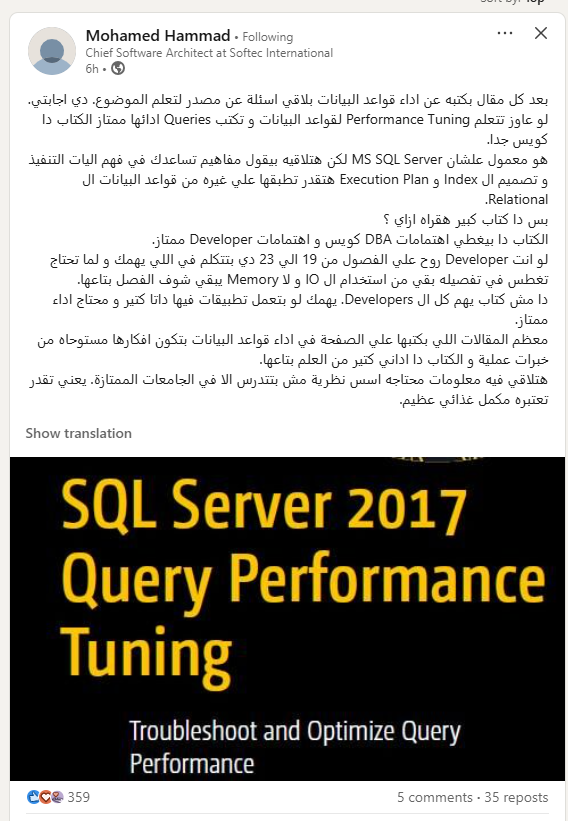 Mohamed Hammad • Following
Chief Software Architect at Softec International
6h •
بعد كل مقال بكتبه عن اداء قواعد البيانات بلاقي اسئلة عن مصدر لتعلم الموضوع. دي اجابتي.
لو عاوز تتعلم Performance Tuning لقواعد البيانات و تكتب Queries ادائها ممتاز الكتاب دا
كويس جدا.
هو معمول علشان MS SQL Server لكن هتلاقيه بيقول مفاهيم تساعدك في فهم اليات التنفيذ
و تصميم ال Index و Execution Plan هتقدر تطبقها علي غيره من قواعد البيانات ال
Relational.
بس دا كتاب كبير هقراه ازاي ؟
الكتاب دا بيغطي اهتمامات DBA كويس و اهتمامات Developer ممتاز.
لو انت Developer روح علي الفصول من 19 الي 23 دي بتتكلم في اللي يهمك و لما تحتاج
تغطس في تفصيله بقي من استخدام ال IO و لا Memory يبقي شوف الفصل بتاعها.
دا مش كتاب يهم كل ال Developers. يهمك لو بتعمل تطبيقات فيها داتا كتير و محتاج اداء
ممتاز.
معظم المقالات اللي بكتبها علي الصفحة في اداء قواعد البيانات بتكون افكارها مستوحاه من
خبرات عملية و الكتاب دا اداني كتير من العلم بتاعها.
هتلاقي فيه معلومات محتاجه اسس نظرية مش بتتدرس الا في الجامعات الممتازة. يعني تقدر
تعتبره مكمل غذائي عظيم.
Show translation
SQL Server 2017
Query Performance
Tuning
Troubleshoot and Optimize Query
Performance
359
5 comments • 35 reposts